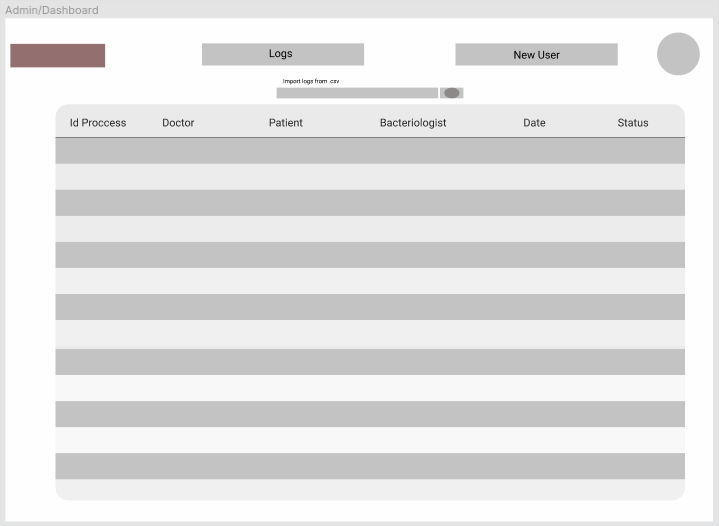 Admin/Dashboard
Logs
New User
Import logs from .csv
Id Proccess Doctor Patient Bacteriologist Date Status